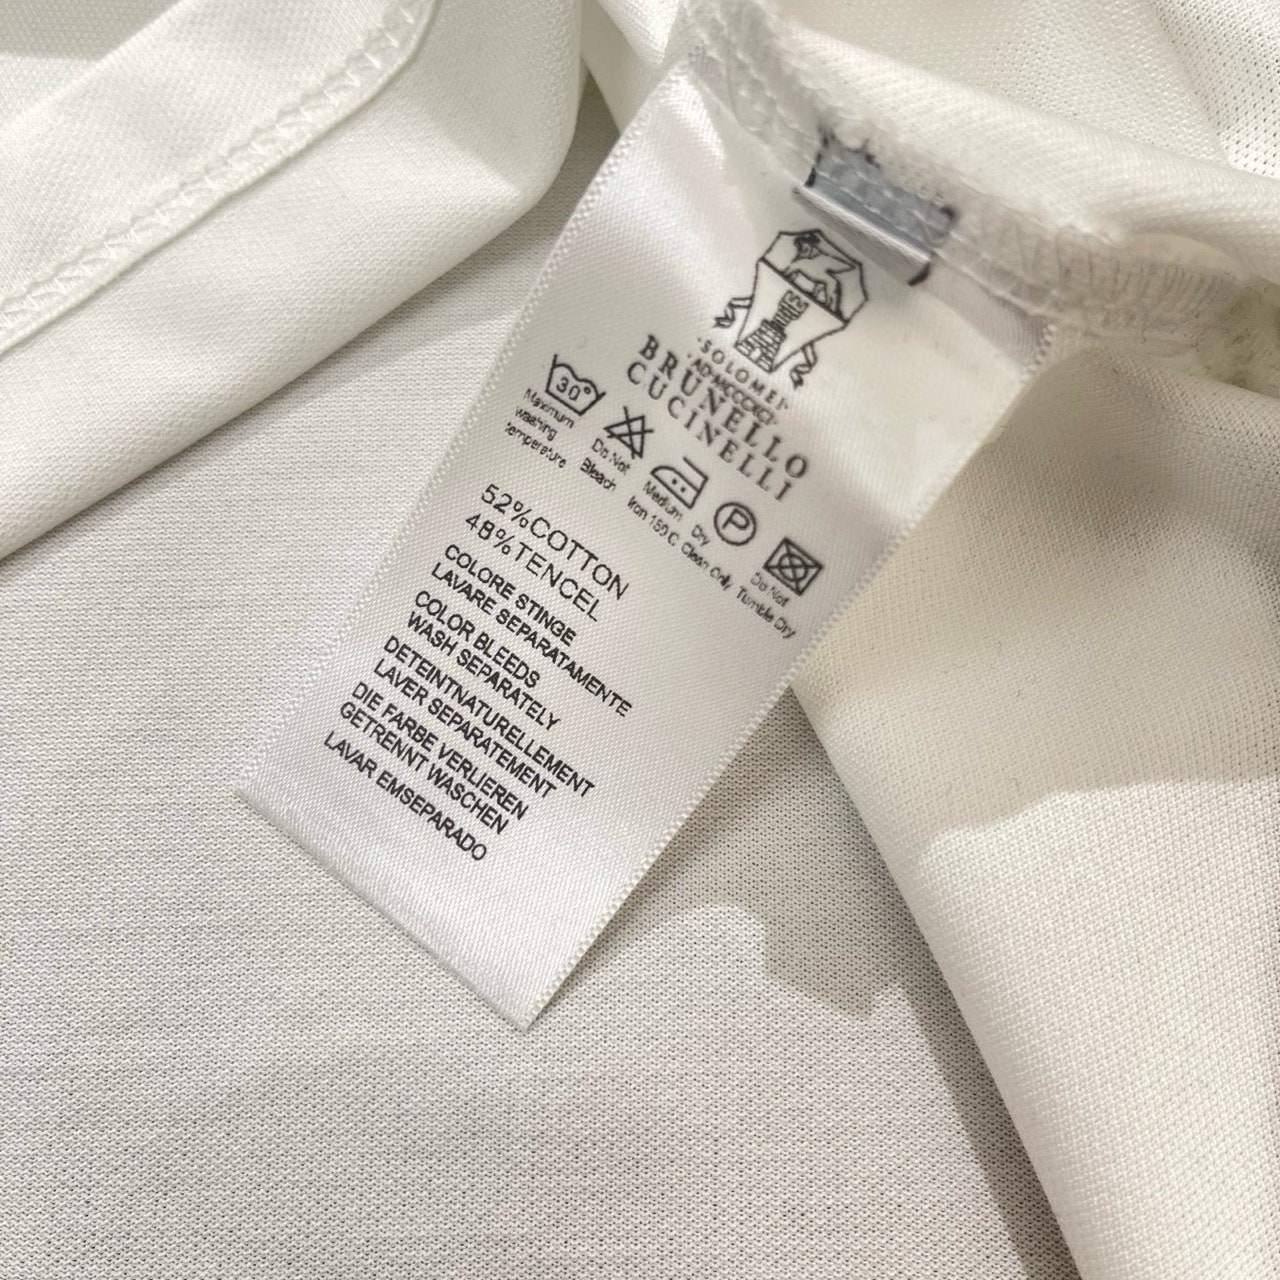 ·SOLOMEI·
·AD·MCCCXCI·
BRUNELLO
CUCINELLI
30
Maximum
washing
temperature
Do Not
Bleach
Medium
Iron 150 C
P
Dry
Clean Only
Do Not
Tumble Dry
52%COTTON
48%TENCEL
COLORE STINGE
LAVARE SEPARATAMENTE
COLOR BLEEDS
WASH SEPARATELY
DETEINTNATURELLEMENT
LAVER SEPARATEMENT
DIE FARBE VERLIEREN
GETRENNT WASCHEN
LAVAR EMSEPARADO